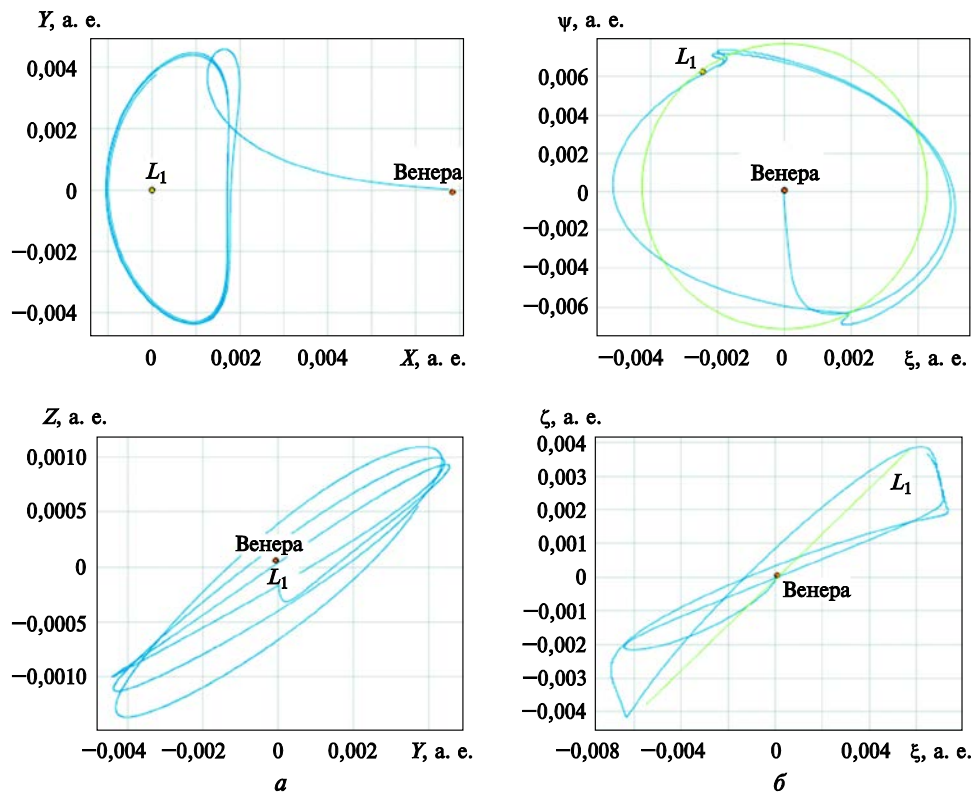 Y, а. е.
0,004
0,002
0
−0,002
−0,004
L1
Венера
0
0,002
0,004
X, а. е.
ψ, а. е.
0,006
0,004
0,002
0
−0,002
−0,004
−0,006
L1
Венера
−0,004
−0,002
0
0,002
ξ, а. е.
Z, а. е.
0,0010
0,0005
0
−0,0005
−0,0010
Венера
L1
−0,004
−0,002
0
0,002
Y, а. е.
а
ζ, а. е.
0,004
0,003
0,002
0,001
0
−0,001
−0,002
−0,003
−0,004
L1
Венера
−0,008
−0,004
0
0,004
ξ, а. е.
б